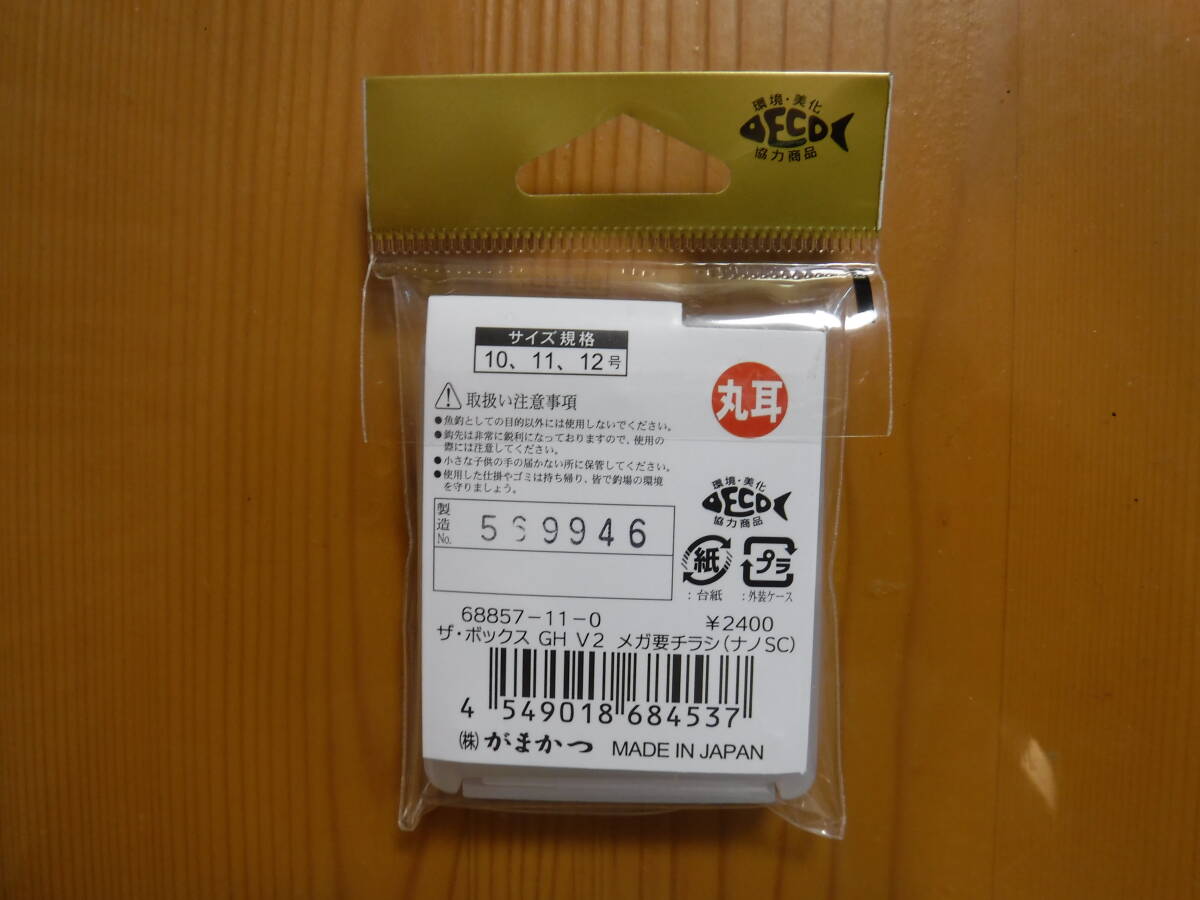 環境・美化
DECO
協力商品
サイズ規格
10、11、12号
丸耳
取扱い注意事項
●魚釣としての目的以外には使用しないでください。
●鈎先は非常に鋭利になっておりますので、使用の
際には注意してください。
●小さな子供の手の届かない所に保管してください。
●使用した仕掛やゴミは持ち帰り、皆で釣場の環境
を守りましょう。
環境・美化
DECO
協力商品
製造No.
569946
紙
プラ
：台紙
：外装ケース
68857-11-0 ¥2400
ザ・ボックス GH V2 メガ要チラシ(ナノSC)
4 549018 684537
㈱がまかつ MADE IN JAPAN